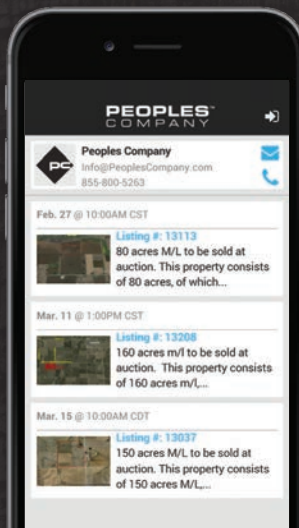 PEOPLES™
COMPANY
PC
Peoples Company
Info@PeoplesCompany.com
855-800-5263
Feb. 27 @ 10:00AM CST
Listing #: 13113
80 acres M/L to be sold at
auction. This property consists
of 80 acres, of which...
Mar. 11 @ 1:00PM CST
Listing #: 13208
160 acres m/l to be sold at
auction. This property consists
of 160 acres m/l,...
Mar. 15 @ 10:00AM CDT
Listing #: 13037
150 acres M/L to be sold at
auction. This property consists
of 150 acres M/L,...